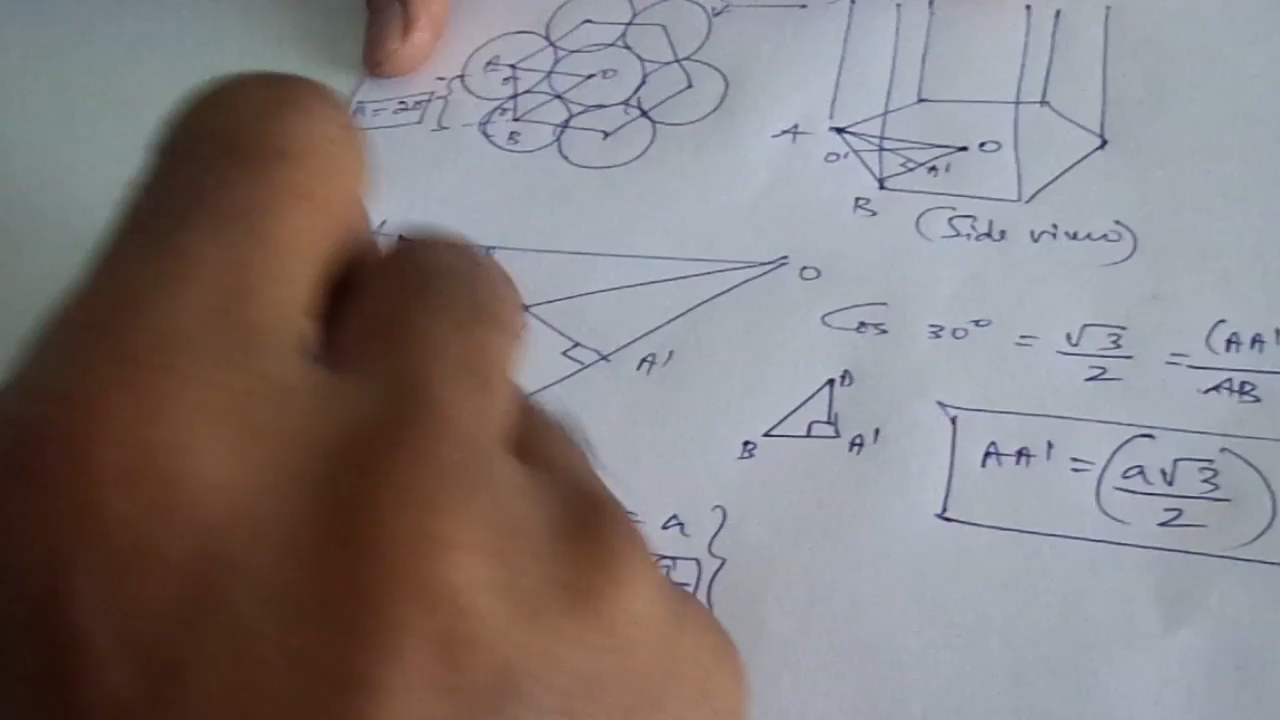 A
O
a = 2r
B
A
O
O'
A'
B
(Side view)
O
A'
Cos 30° = √3/2 = (AA'/AB
A
B
A'
AA' = (a√3/2)
= a